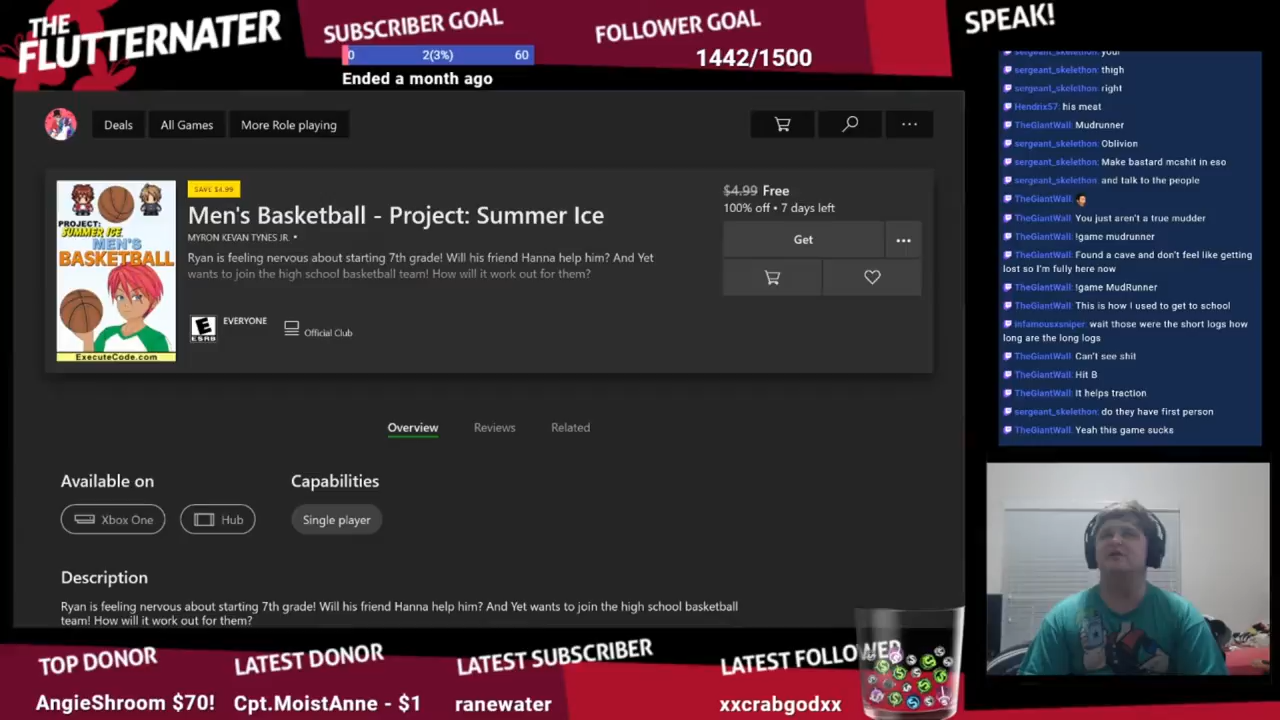 THE
FLUTTERNATER
SUBSCRIBER GOAL
0 2(3%) 60
Ended a month ago
FOLLOWER GOAL
1442/1500
SPEAK!
Deals
All Games
More Role playing
SAVE $4.99
Men's Basketball - Project: Summer Ice
MYRON KEVAN TYNES JR. •
Ryan is feeling nervous about starting 7th grade! Will his friend Hanna help him? And Yet
wants to join the high school basketball team! How will it work out for them?
E
ESRB
EVERYONE
Official Club
PROJECT:
SUMMER ICE
MEN'S
BASKETBALL
ExecuteCode.com
$4.99 Free
100% off • 7 days left
Get
Overview
Reviews
Related
Available on
Xbox One
Hub
Capabilities
Single player
Description
Ryan is feeling nervous about starting 7th grade! Will his friend Hanna help him? And Yet wants to join the high school basketball
team! How will it work out for them?
sergeant_skelethon: your
sergeant_skelethon: thigh
sergeant_skelethon: right
Hendrix57: his meat
TheGiantWall: Mudrunner
sergeant_skelethon: Oblivion
sergeant_skelethon: Make bastard mcshit in eso
sergeant_skelethon: and talk to the people
TheGiantWall:
TheGiantWall: You just aren't a true mudder
TheGiantWall: !game mudrunner
TheGiantWall: Found a cave and don't feel like getting
lost so I'm fully here now
TheGiantWall: !game MudRunner
TheGiantWall: This is how I used to get to school
infamousxsniper: wait those were the short logs how
long are the long logs
TheGiantWall: Can't see shit
TheGiantWall: Hit B
TheGiantWall: It helps traction
sergeant_skelethon: do they have first person
TheGiantWall: Yeah this game sucks
TOP DONOR
AngieShroom $70!
LATEST DONOR
Cpt.MoistAnne - $1
LATEST SUBSCRIBER
ranewater
LATEST FOLLOWER
xxcrabgodxx